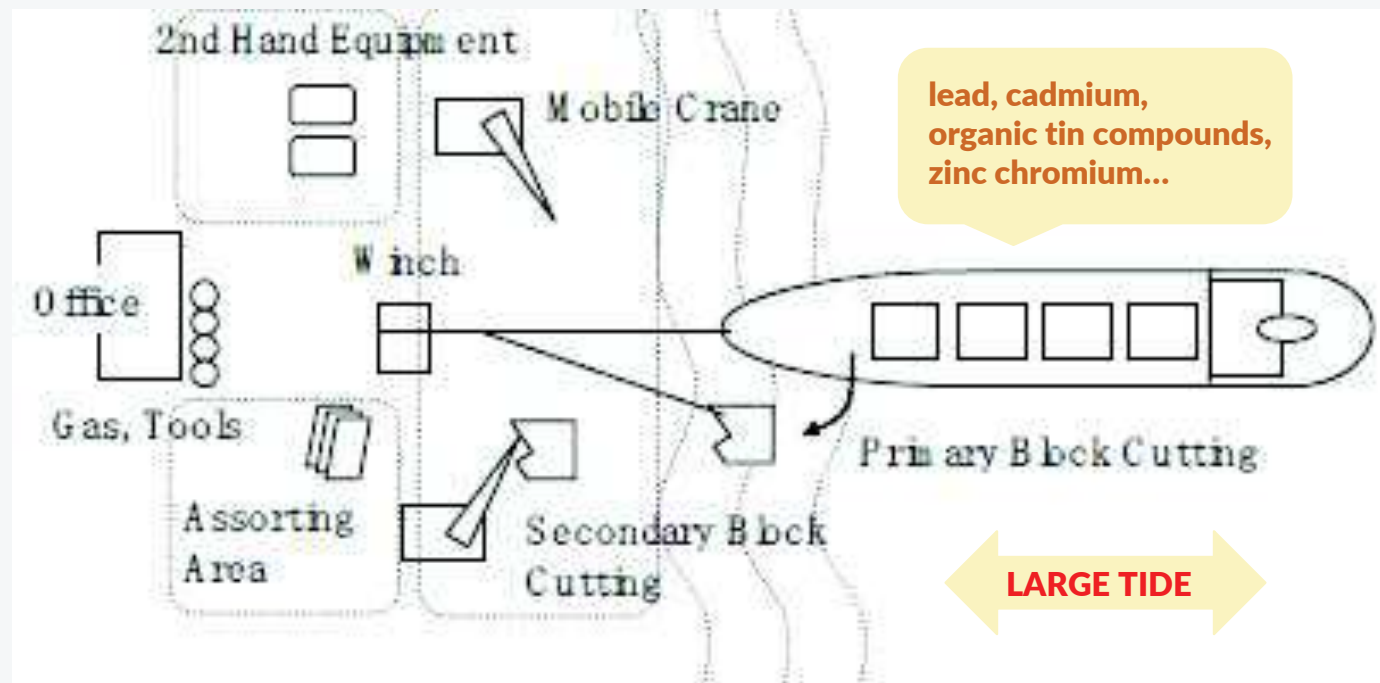 2nd Hand Equipment
Mobile Crane
lead, cadmium,
organic tin compounds,
zinc chromium...
Winch
Office
Gas, Tools
Primary Block Cutting
Assorting
Area
Secondary Block
Cutting
LARGE TIDE